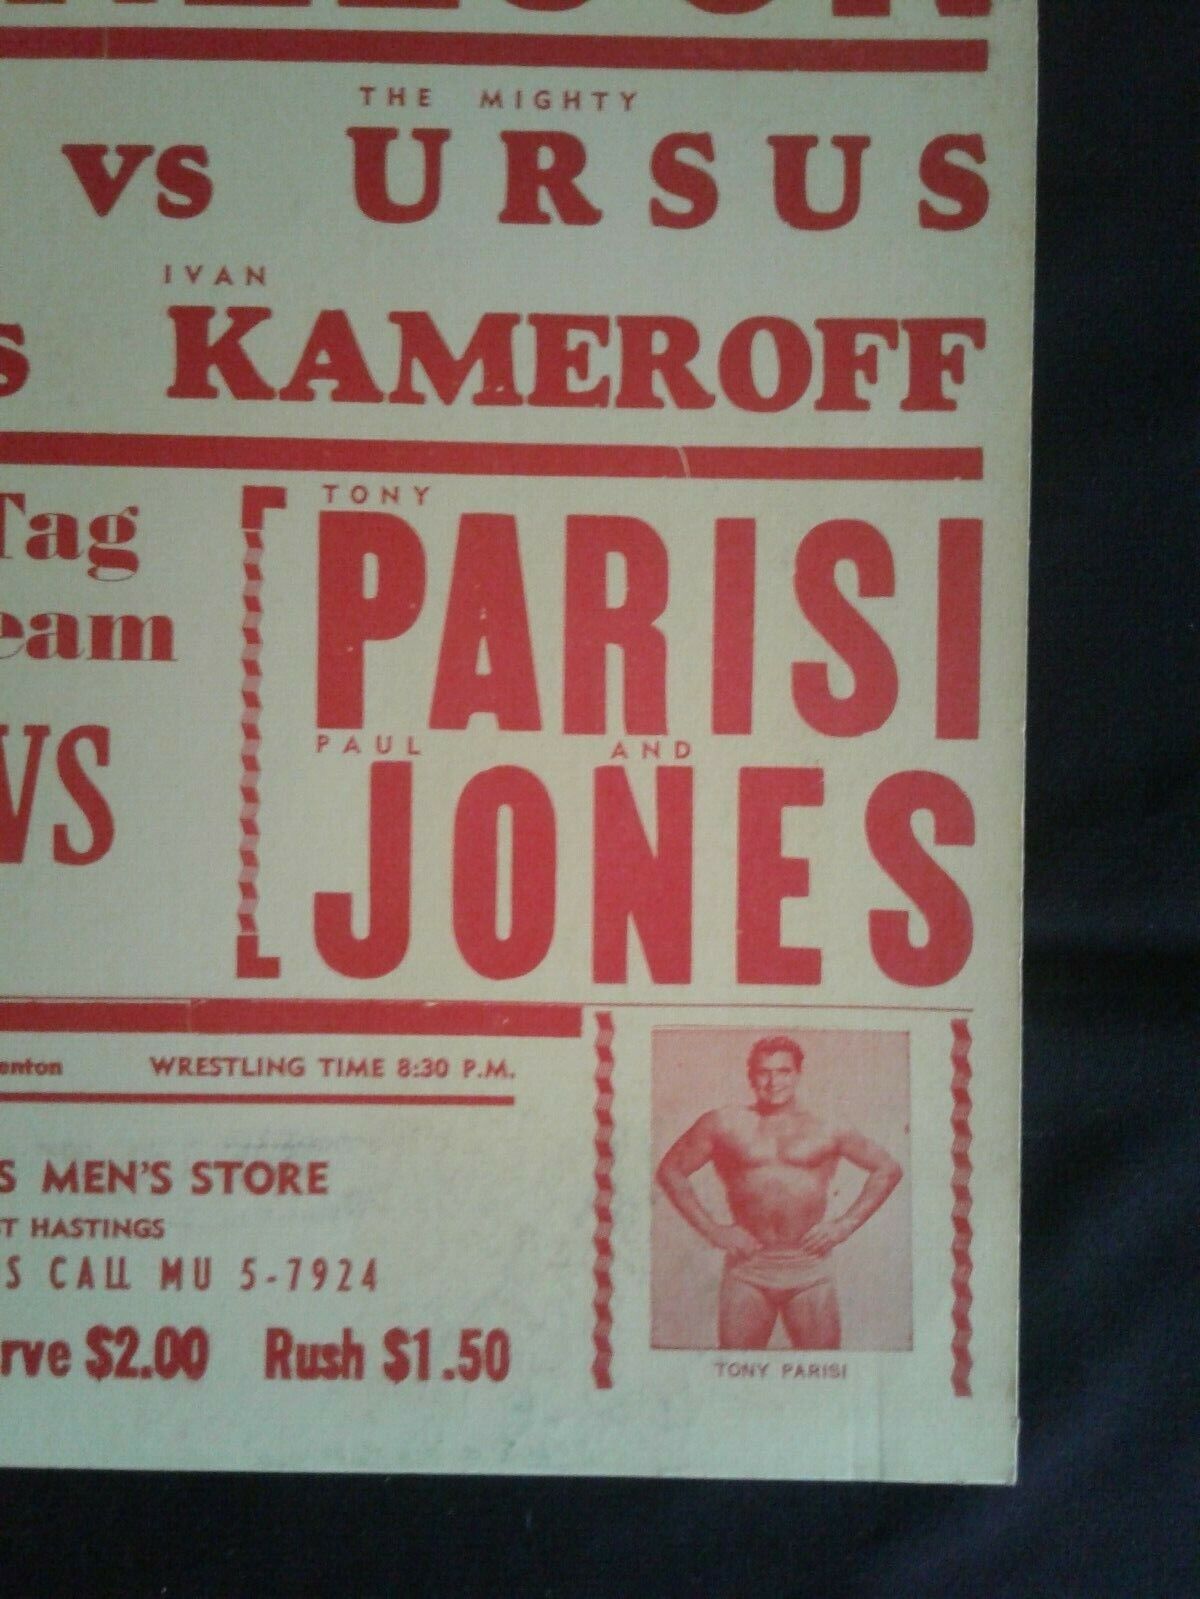 THE MIGHTY
vs URSUS
IVAN
KAMEROFF
Tag
TONY
PARISI
eam
VS
PAUL AND
JONES
enton WRESTLING TIME 8:30 P.M.
S MEN'S STORE
ST HASTINGS
S CALL MU 5-7924
rve $2.00 Rush $1.50
TONY PARISI